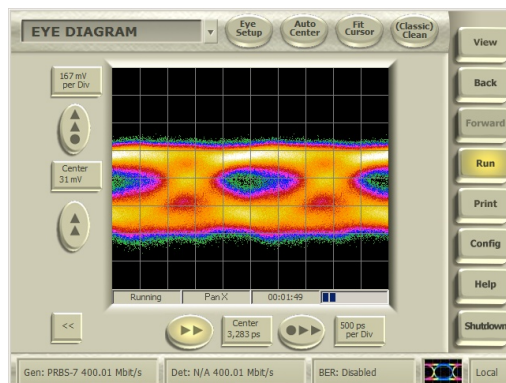 EYE DIAGRAM
Eye
Setup
Auto
Center
Fit
Cursor
(Classic)
Clean
View
167 mV
per Div
Back
Forward
Run
Center
31 mV
Print
Config
Help
Running
Pan X
00:01:49
<<
Center
3,283 ps
500 ps
per Div
Shutdown
Gen: PRBS-7 400.01 Mbit/s
Det: N/A 400.01 Mbit/s
BER: Disabled
Local